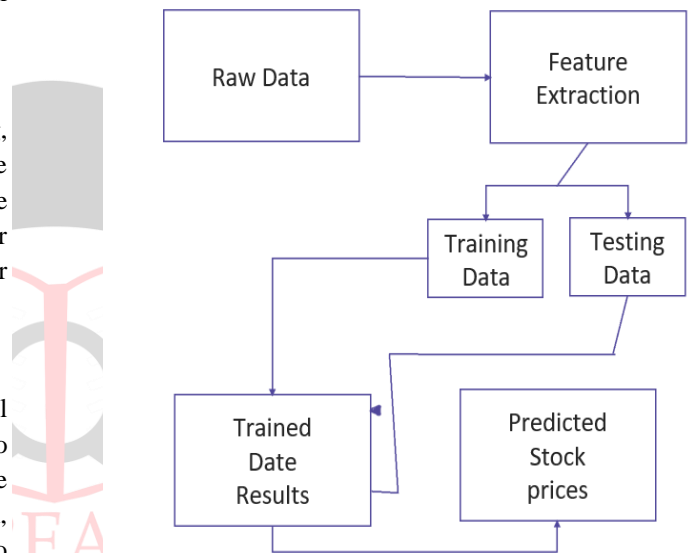 Raw Data
Feature
Extraction
Training
Data
Testing
Data
Trained
Date
Results
Predicted
Stock
prices